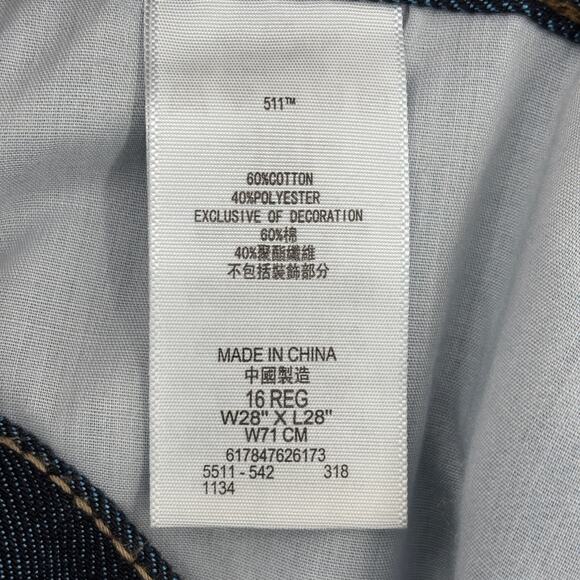 511™
60%COTTON
40%POLYESTER
EXCLUSIVE OF DECORATION
60%棉
40%聚酯纖維
不包括裝飾部分
MADE IN CHINA
中國製造
16 REG
W28" X L28"
W71 CM
617847626173
5511 - 542 318
1134